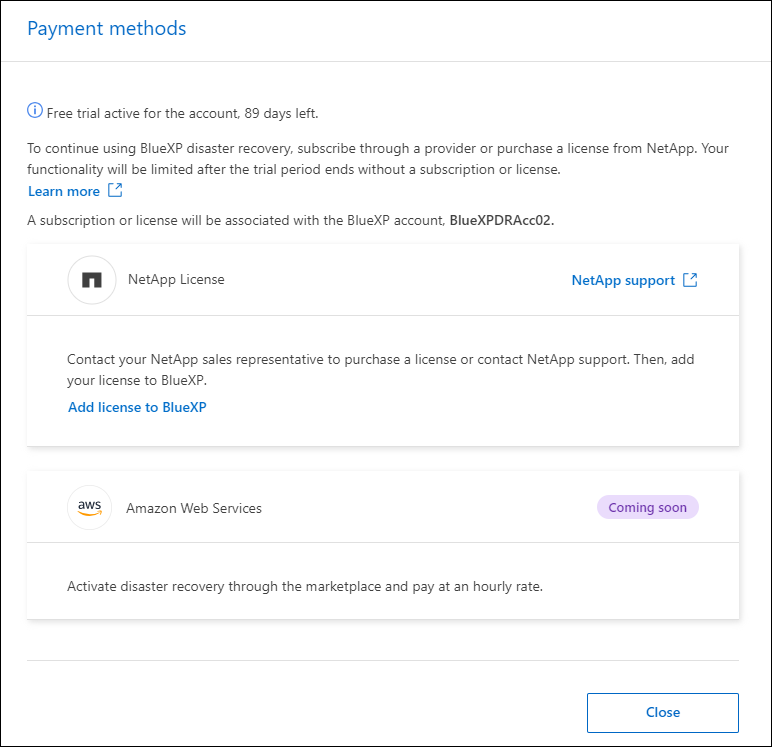 Payment methods
Free trial active for the account, 89 days left.
To continue using BlueXP disaster recovery, subscribe through a provider or purchase a license from NetApp. Your
functionality will be limited after the trial period ends without a subscription or license.
Learn more
A subscription or license will be associated with the BlueXP account, BlueXPDRAcc02.
NetApp License
NetApp support
Contact your NetApp sales representative to purchase a license or contact NetApp support. Then, add
your license to BlueXP.
Add license to BlueXP
aws
Amazon Web Services
Coming soon
Activate disaster recovery through the marketplace and pay at an hourly rate.
Close